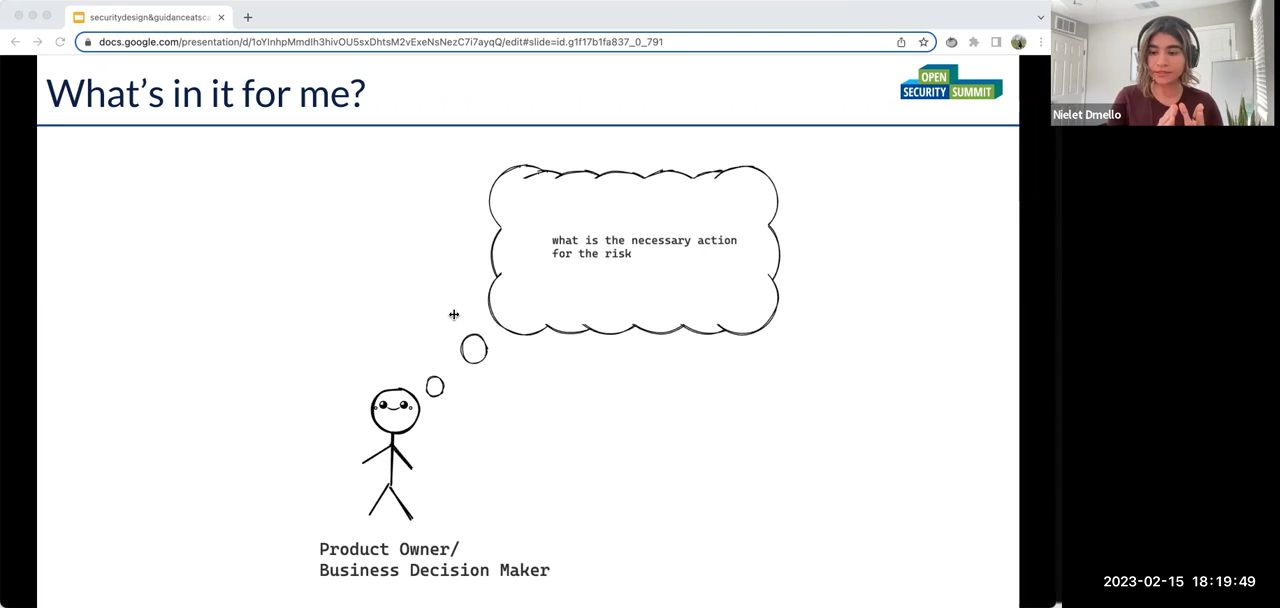 securitydesign&guidanceatsca
docs.google.com/presentation/d/1oYlnhpMmdlh3hivOU5sxDhtsM2vExeNsNezC7i7ayqQ/edit#slide=id.g1f17b1fa837_0_791
What's in it for me?
OPEN
SECURITY SUMMIT
Nielet Dmello
what is the necessary action
for the risk
Product Owner/
Business Decision Maker
2023-02-15 18:19:49